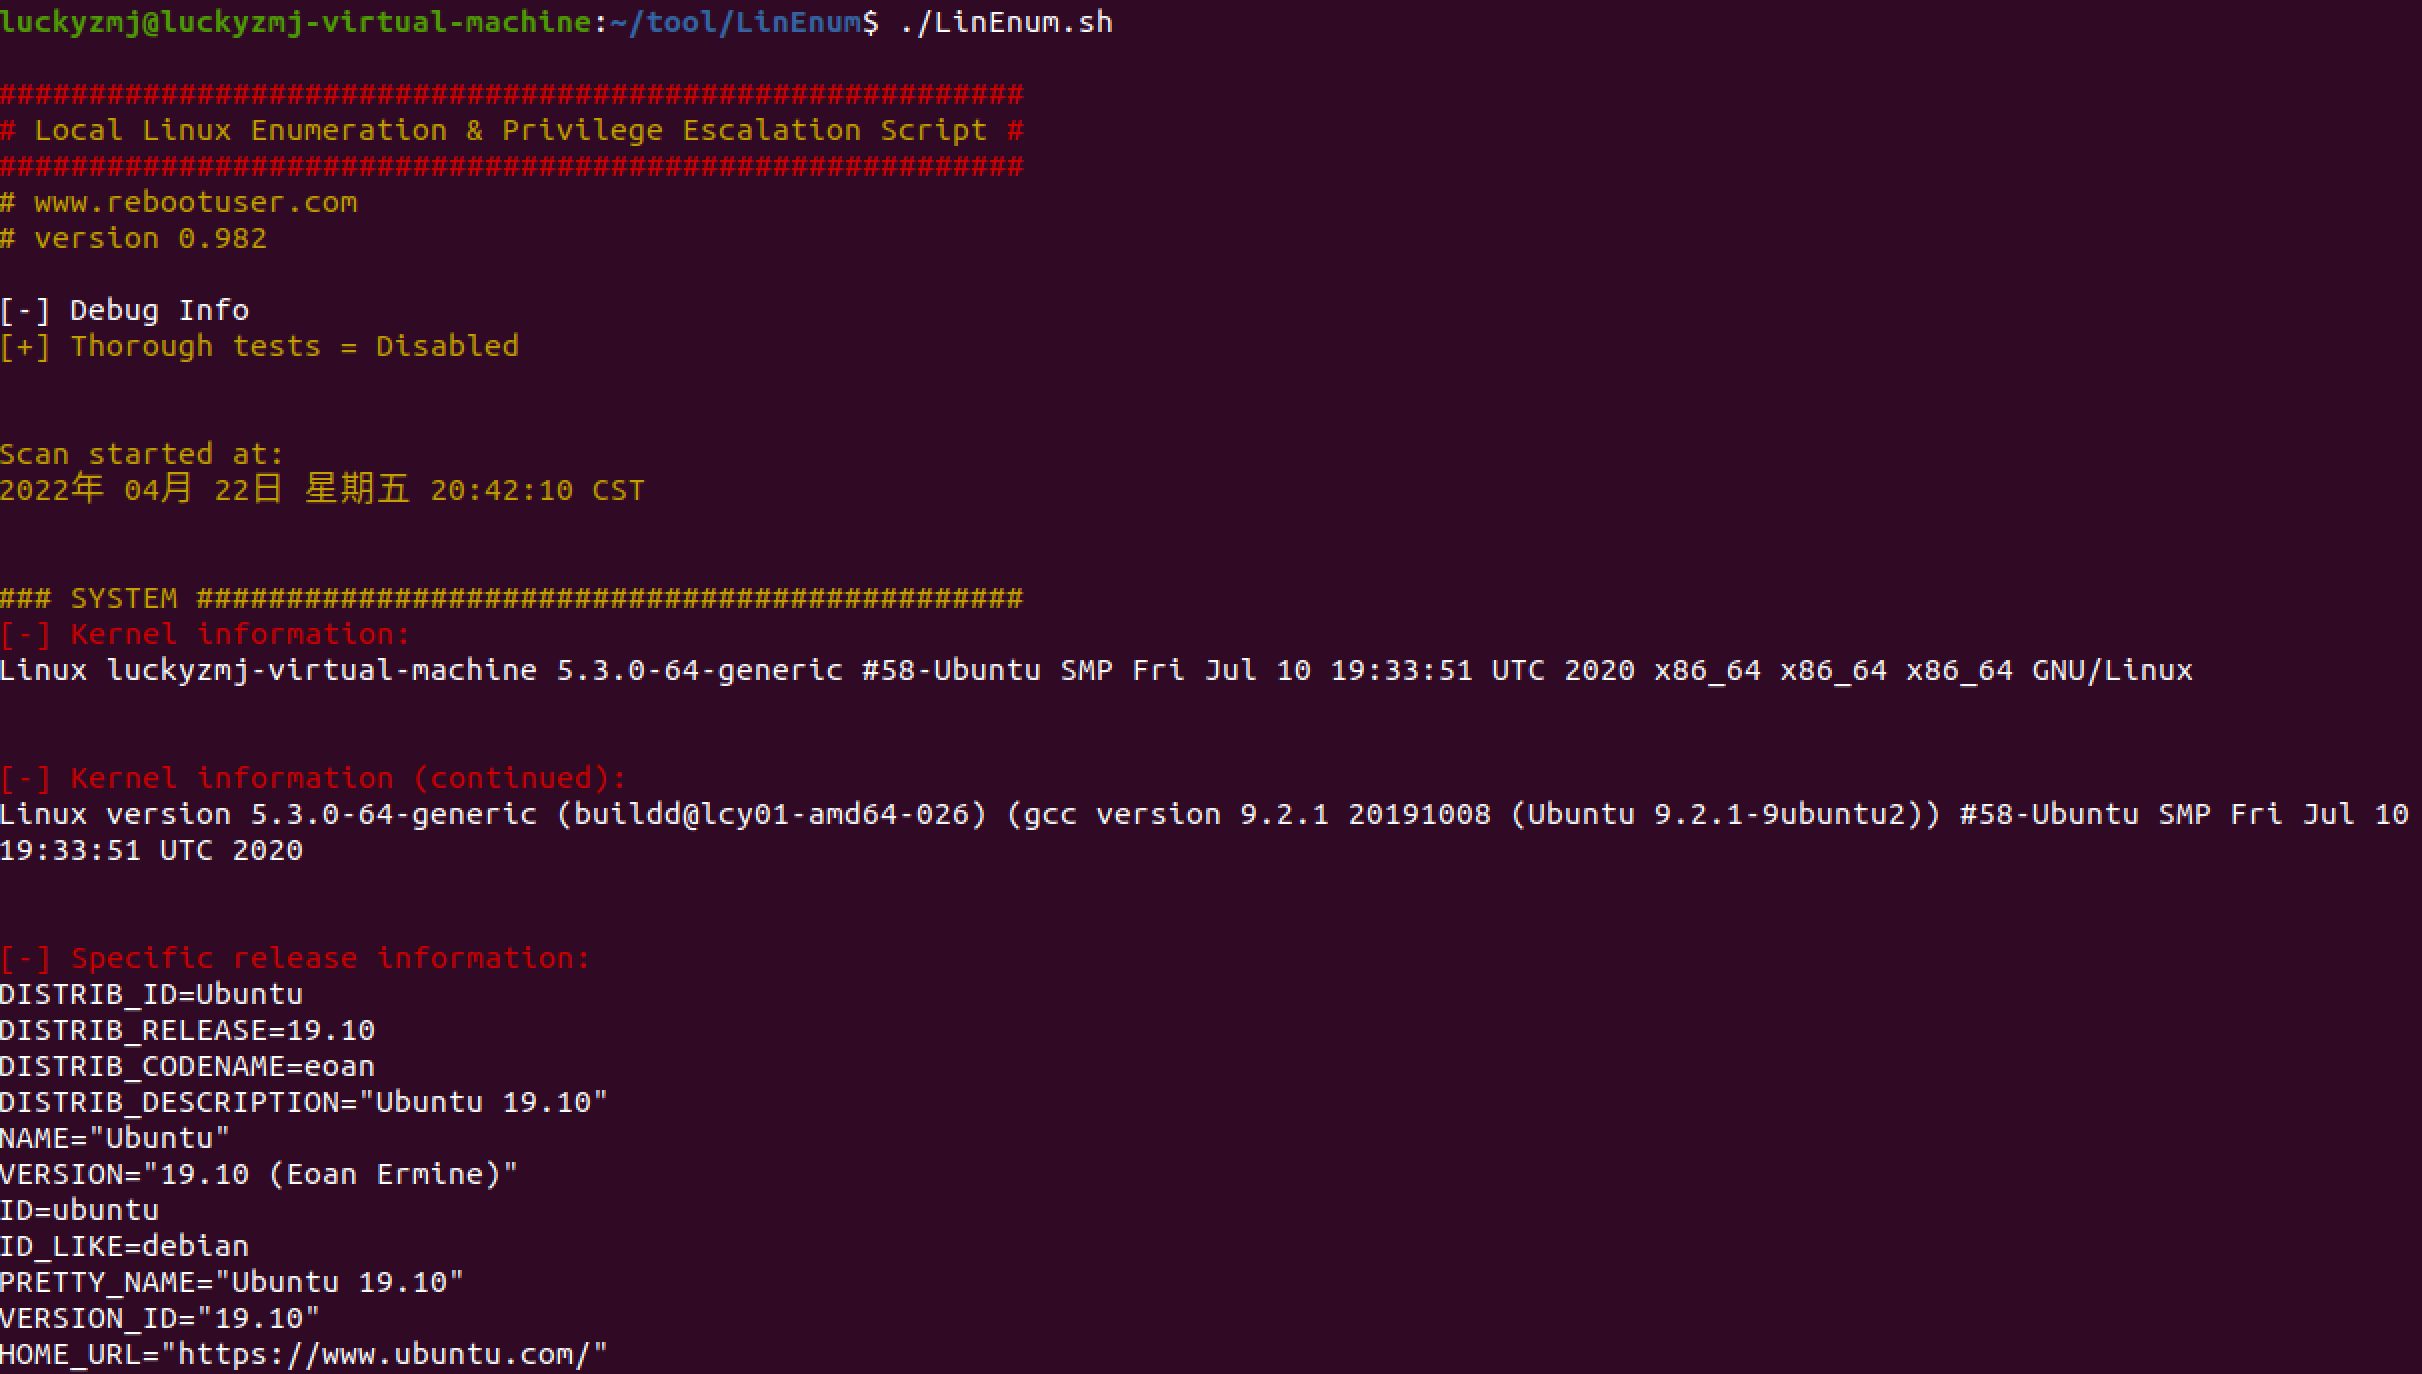 luckyzmj@luckyzmj-virtual-machine:~/tool/LinEnum$ ./LinEnum.sh
#########################################################
# Local Linux Enumeration & Privilege Escalation Script #
#########################################################
# www.rebootuser.com
# version 0.982
[-] Debug Info
[+] Thorough tests = Disabled
Scan started at:
2022年 04月 22日 星期五 20:42:10 CST
### SYSTEM ##############################################
[-] Kernel information:
Linux luckyzmj-virtual-machine 5.3.0-64-generic #58-Ubuntu SMP Fri Jul 10 19:33:51 UTC 2020 x86_64 x86_64 x86_64 GNU/Linux
[-] Kernel information (continued):
Linux version 5.3.0-64-generic (buildd@lcy01-amd64-026) (gcc version 9.2.1 20191008 (Ubuntu 9.2.1-9ubuntu2)) #58-Ubuntu SMP Fri Jul 10
19:33:51 UTC 2020
[-] Specific release information:
DISTRIB_ID=Ubuntu
DISTRIB_RELEASE=19.10
DISTRIB_CODENAME=eoan
DISTRIB_DESCRIPTION="Ubuntu 19.10"
NAME="Ubuntu"
VERSION="19.10 (Eoan Ermine)"
ID=ubuntu
ID_LIKE=debian
PRETTY_NAME="Ubuntu 19.10"
VERSION_ID="19.10"
HOME_URL="https://www.ubuntu.com/"